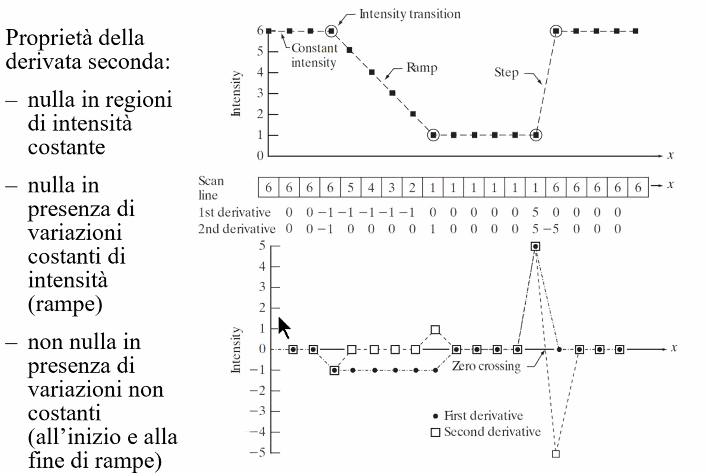 Proprietà della
derivata seconda:
– nulla in regioni
di intensità
costante
– nulla in
presenza di
variazioni
costanti di
intensità
(rampe)
– non nulla in
presenza di
variazioni non
costanti
(all'inizio e alla
fine di rampe)
Intensity transition
6
5
4
3
2
1
0
Intensity
Constant
intensity
Ramp
Step
x
Scan
line
6 6 6 6 5 4 3 2 1 1 1 1 1 1 6 6 6 6 6
x
1st derivative 0 0 −1 −1 −1 −1 −1 0 0 0 0 0 5 0 0 0 0
2nd derivative 0 0 −1 0 0 0 0 1 0 0 0 0 5 −5 0 0 0
5
4
3
2
1
0
−1
−2
−3
−4
−5
Intensity
x
Zero crossing
First derivative
Second derivative